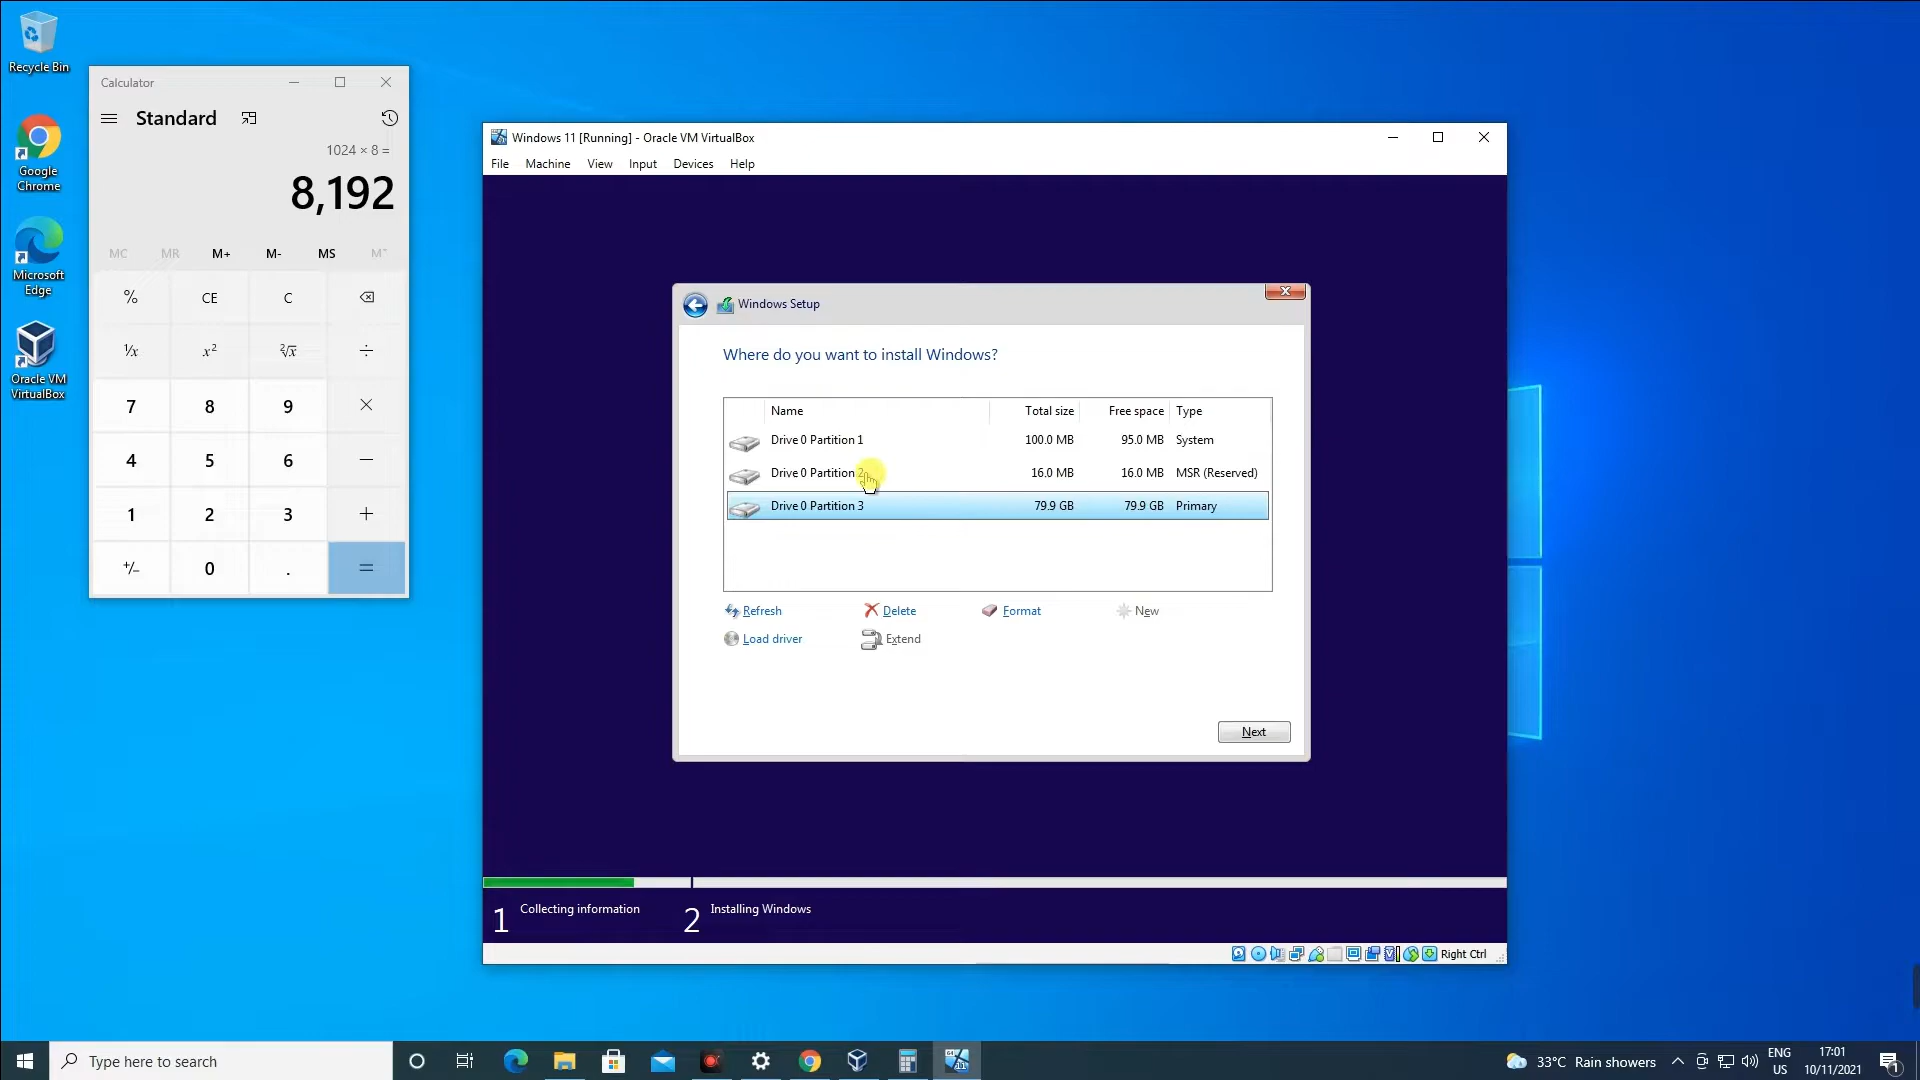 Recycle Bin
Google
Chrome
Microsoft
Edge
Oracle VM
VirtualBox
Calculator
Standard
1024 × 8 =
8,192
MC MR M+ M- MS M˅
% CE C
¹/x x² ²√x ÷
7 8 9 ×
4 5 6 −
1 2 3 +
+/− 0 . =
Windows 11 [Running] - Oracle VM VirtualBox
File Machine View Input Devices Help
Windows Setup
Where do you want to install Windows?
Name Total size Free space Type
Drive 0 Partition 1 100.0 MB 95.0 MB System
Drive 0 Partition 2 16.0 MB 16.0 MB MSR (Reserved)
Drive 0 Partition 3 79.9 GB 79.9 GB Primary
Refresh Delete Format New
Load driver Extend
Next
1 Collecting information 2 Installing Windows
Right Ctrl
Type here to search
33°C Rain showers
ENG
US
17:01
10/11/2021
1